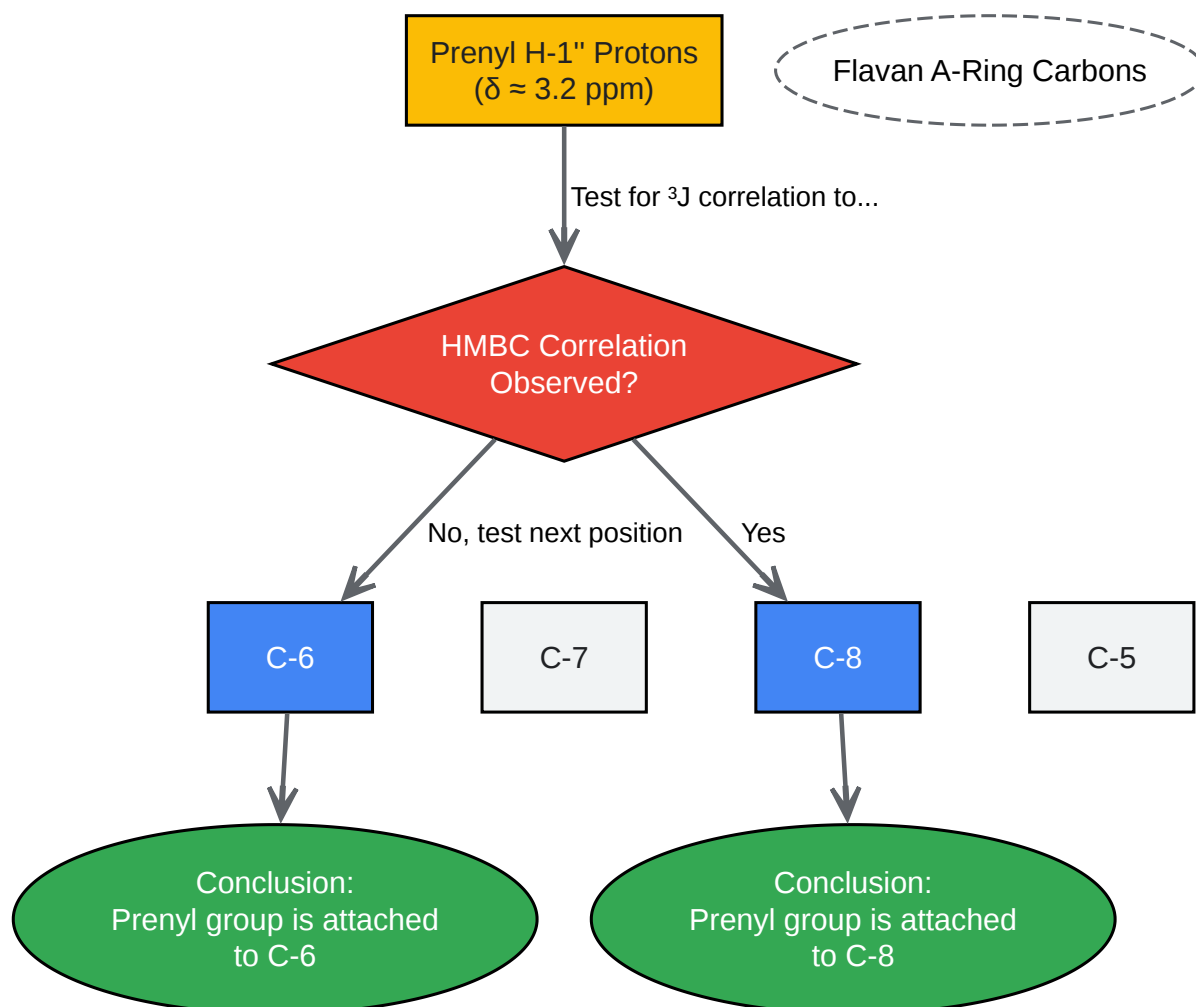 Prenyl H-1'' Protons
(δ ≈ 3.2 ppm)
Flavan A-Ring Carbons
Test for ³J correlation to...
HMBC Correlation
Observed?
No, test next position
Yes
C-6
C-7
C-8
C-5
Conclusion:
Prenyl group is attached
to C-6
Conclusion:
Prenyl group is attached
to C-8